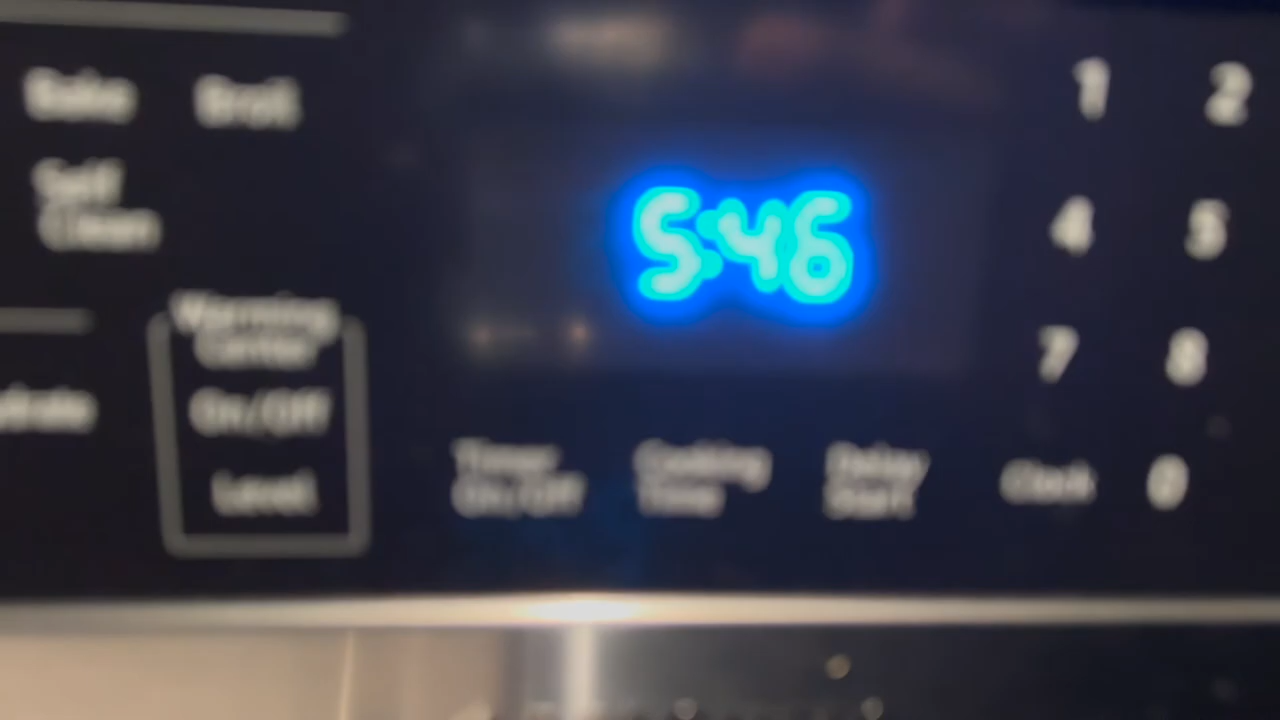 Bake Broil
Self
Clean
Warming
Center
On/Off
Level
5:46
Timer
On/Off
Cooking
Time
Delay
Start
Clock 0
1 2
4 5
7 8